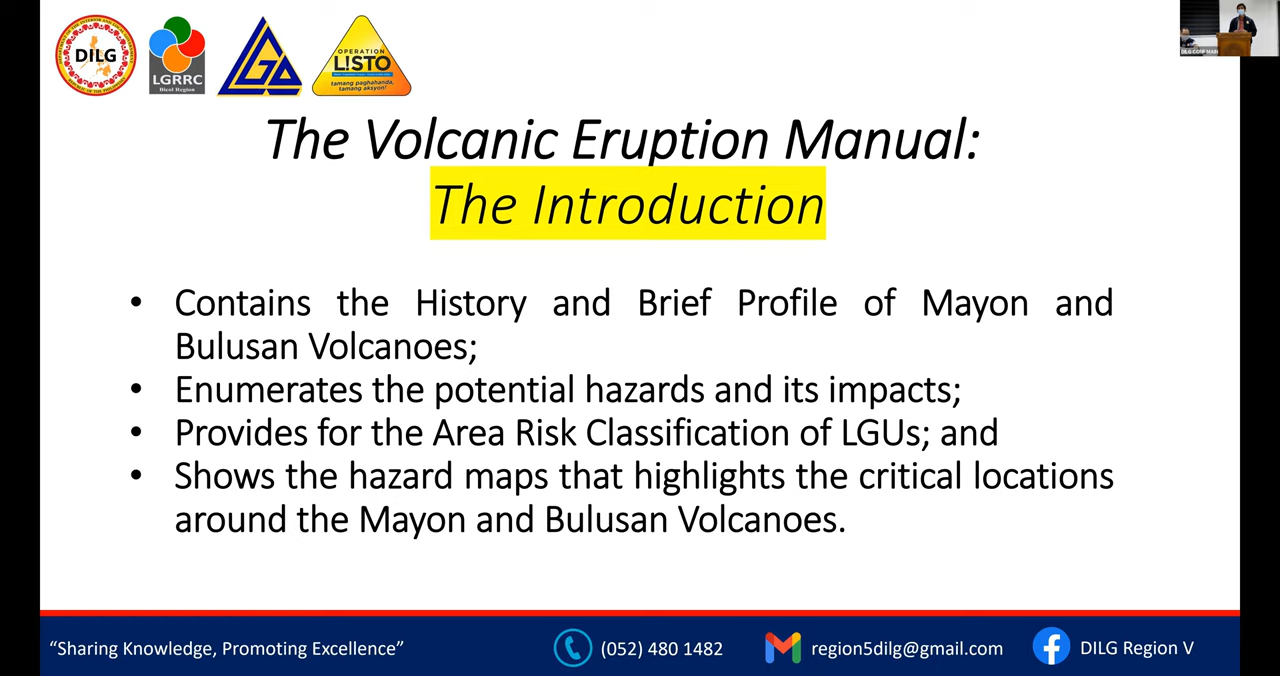 DILG
LGRRC
Bicol Region
LGA
OPERATION
L!STO
tamang paghahanda,
tamang aksyon!
The Volcanic Eruption Manual:
The Introduction
• Contains the History and Brief Profile of Mayon and
Bulusan Volcanoes;
• Enumerates the potential hazards and its impacts;
• Provides for the Area Risk Classification of LGUs; and
• Shows the hazard maps that highlights the critical locations
around the Mayon and Bulusan Volcanoes.
“Sharing Knowledge, Promoting Excellence”
(052) 480 1482
region5dilg@gmail.com
DILG Region V